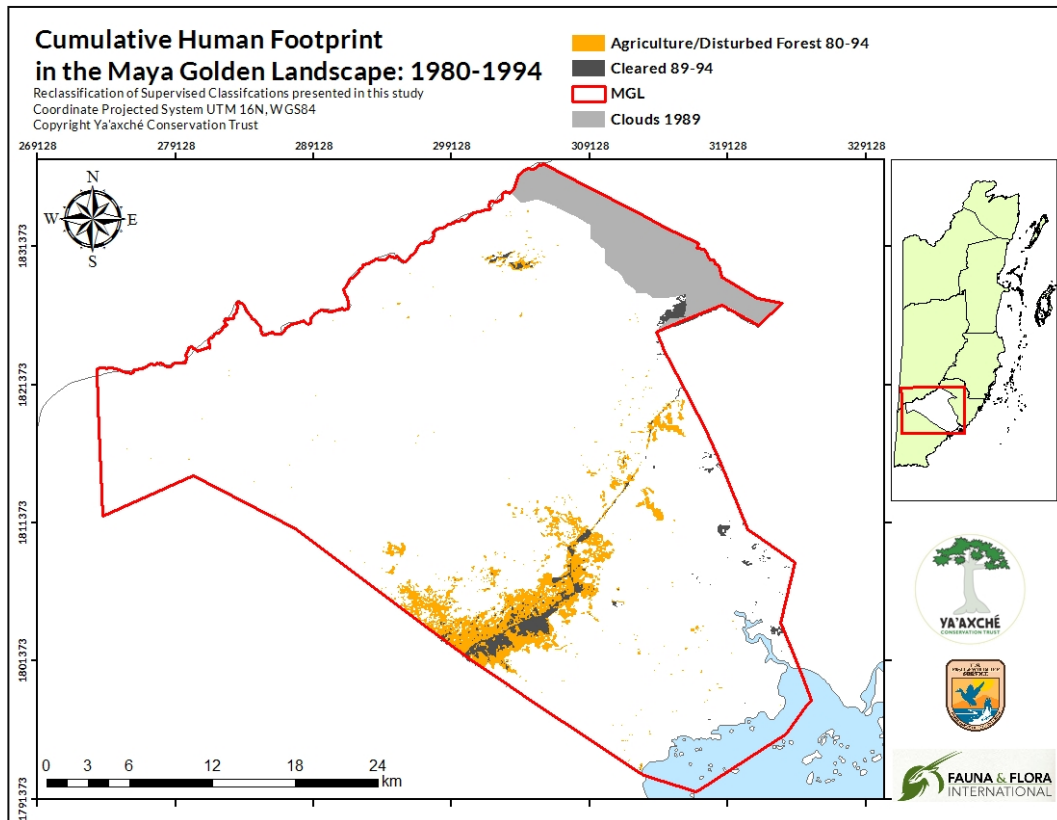 Cumulative Human Footprint
in the Maya Golden Landscape: 1980-1994
Reclassification of Supervised Classifcations presented in this study
Coordinate Projected System UTM 16N, WGS84
Copyright Ya'axché Conservation Trust
Agriculture/Disturbed Forest 80-94
Cleared 89-94
MGL
Clouds 1989
269128 279128 289128 299128 309128 319128 329128
N
W E
S
1831373
1821373
1811373
1801373
1791373
0 3 6 12 18 24
km
YA'AXCHÉ
CONSERVATION TRUST
U.S.
FISH & WILDLIFE
SERVICE
FAUNA & FLORA
INTERNATIONAL